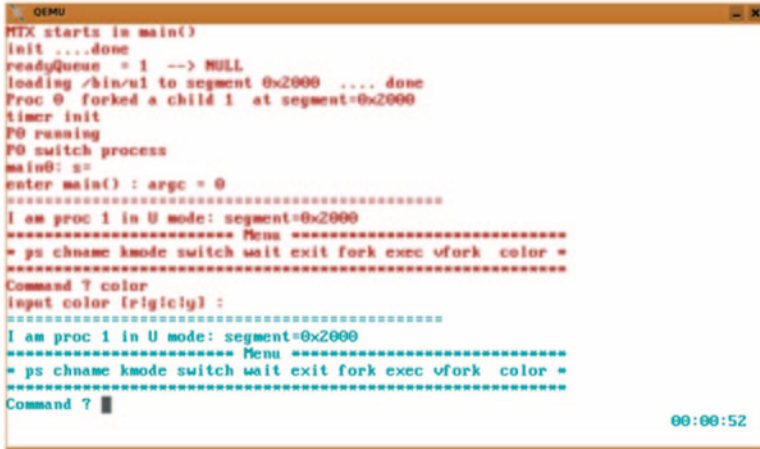 QEMU
MTX starts in main()
init ....done
readyQueue = 1 --> NULL
loading /bin/u1 to segment 0x2000 .... done
Proc 0 forked a child 1 at segment=0x2000
timer init
P0 running
P0 switch process
main0: s=
enter main() : argc = 0
==============================================
I am proc 1 in U mode: segment=0x2000
************************ Menu *****************************
* ps chname kmode switch wait exit fork exec vfork color *
***********************************************************
Command ? color
input color [r|g|c|y] :
==============================================
I am proc 1 in U mode: segment=0x2000
************************ Menu *****************************
* ps chname kmode switch wait exit fork exec vfork color *
***********************************************************
Command ?
00:00:52